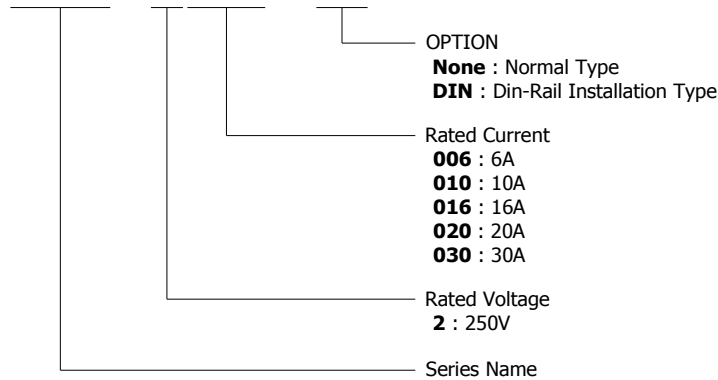 OPTION
None : Normal Type
DIN : Din-Rail Installation Type
Rated Current
006 : 6A
010 : 10A
016 : 16A
020 : 20A
030 : 30A
Rated Voltage
2 : 250V
Series Name